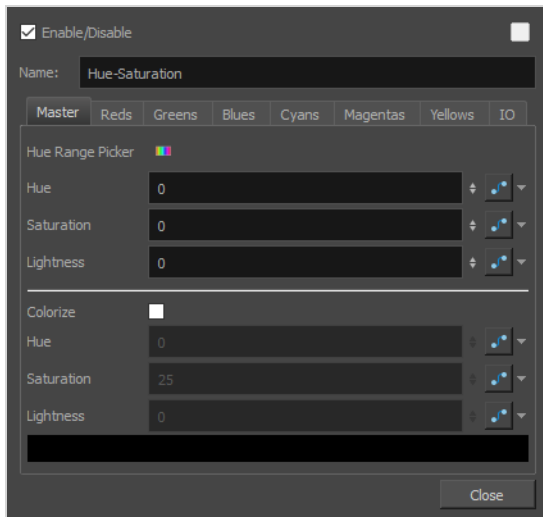 Enable/Disable
Name: Hue-Saturation
Master Reds Greens Blues Cyans Magentas Yellows IO
Hue Range Picker
Hue 0
Saturation 0
Lightness 0
Colorize
Hue 0
Saturation 25
Lightness 0
Close